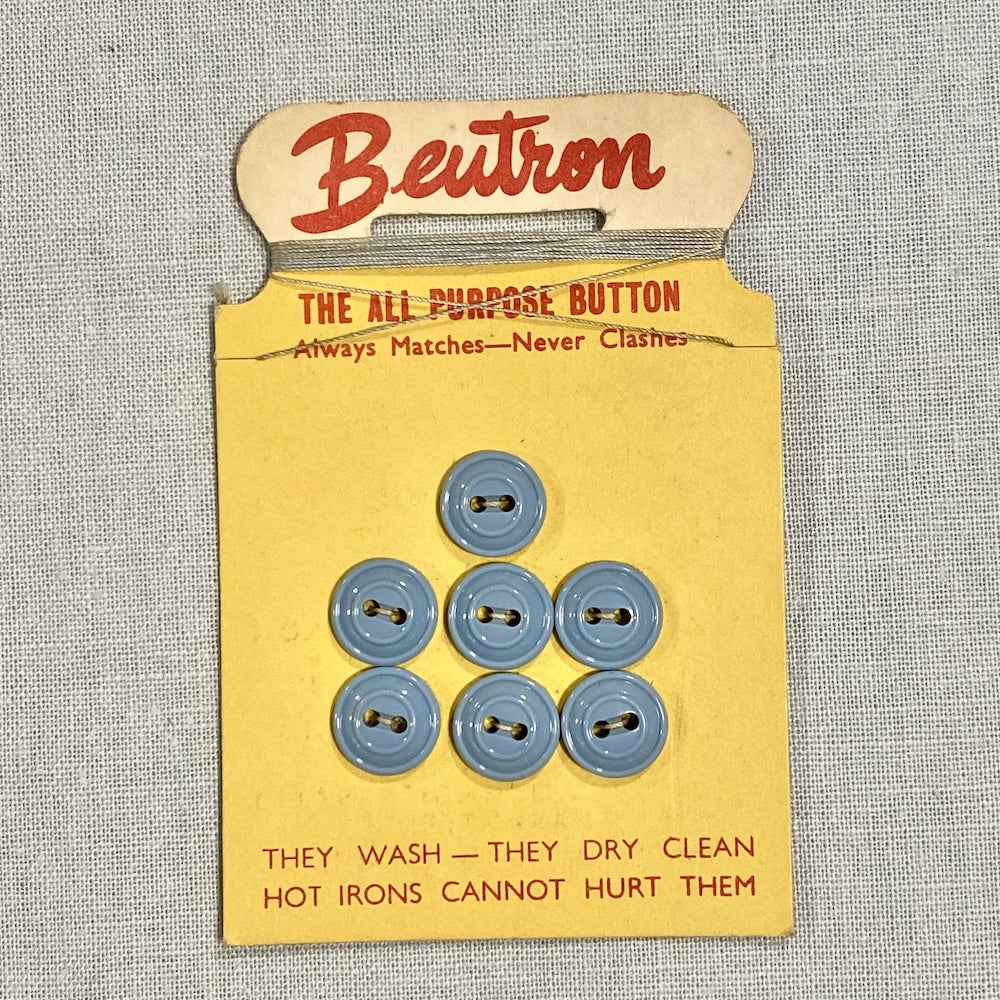 Beutron
THE ALL PURPOSE BUTTON
Always Matches—Never Clashes
THEY WASH — THEY DRY CLEAN
HOT IRONS CANNOT HURT THEM